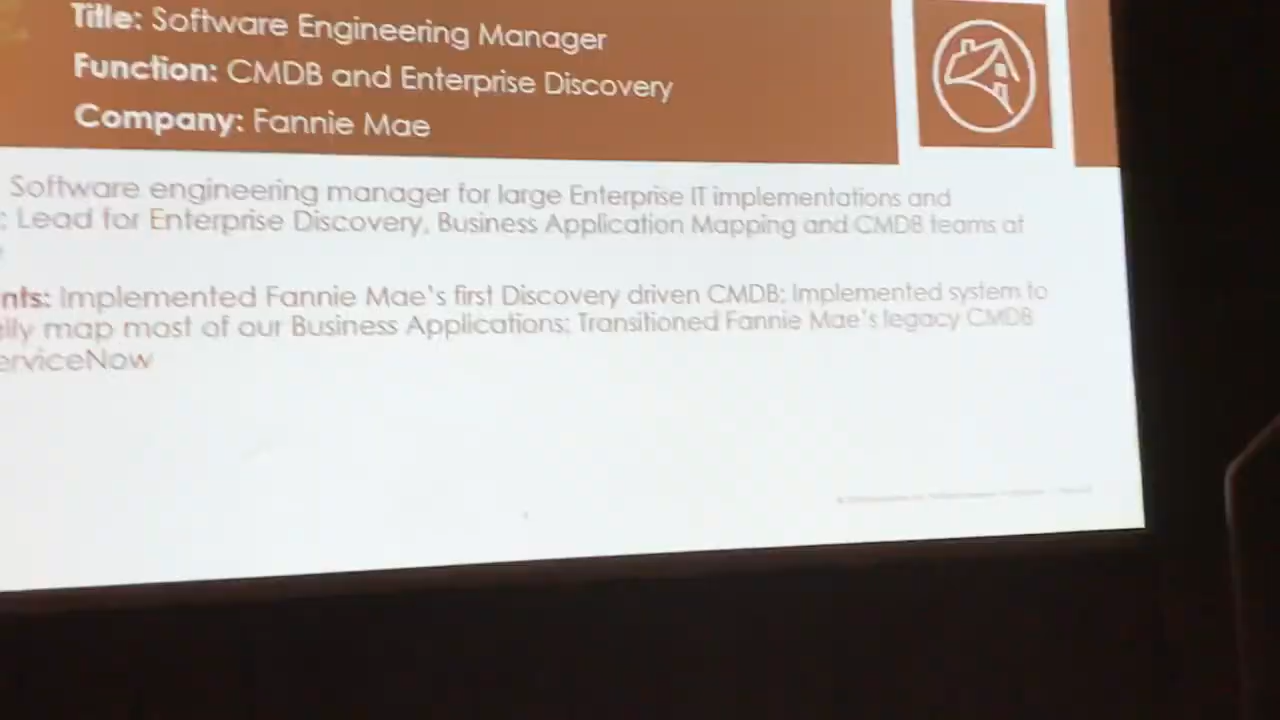 Title: Software Engineering Manager
Function: CMDB and Enterprise Discovery
Company: Fannie Mae
Software engineering manager for large Enterprise IT implementations and
: Lead for Enterprise Discovery, Business Application Mapping and CMDB teams at
nts: Implemented Fannie Mae's first Discovery driven CMDB; Implemented system to
ally map most of our Business Applications; Transitioned Fannie Mae's legacy CMDB
erviceNow